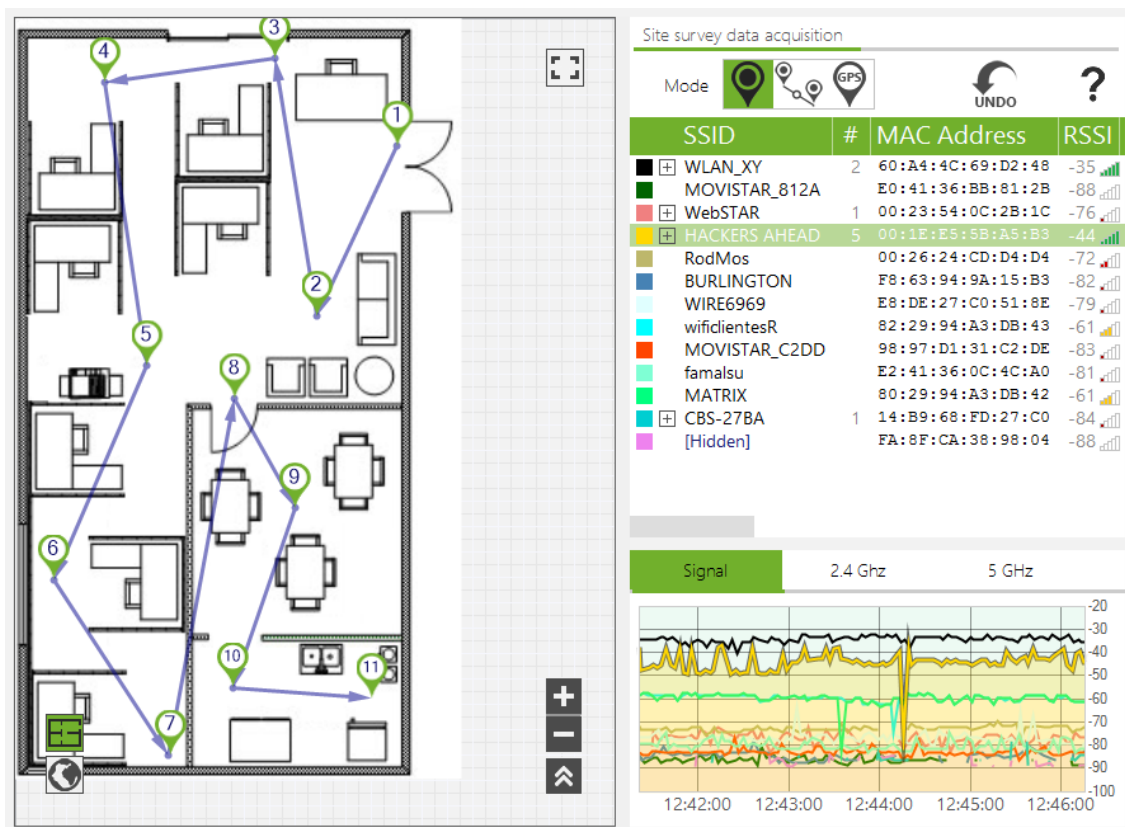 3
4
1
2
5
8
9
6
10
11
7
Site survey data acquisition
Mode
GPS
UNDO
?
SSID # MAC Address RSSI
WLAN_XY 2 60:A4:4C:69:D2:48 -35
MOVISTAR_812A E0:41:36:BB:81:2B -88
WebSTAR 1 00:23:54:0C:2B:1C -76
HACKERS AHEAD 5 00:1E:E5:5B:A5:B3 -44
RodMos 00:26:24:CD:D4:D4 -72
BURLINGTON F8:63:94:9A:15:B3 -82
WIRE6969 E8:DE:27:C0:51:8E -79
wificlientesR 82:29:94:A3:DB:43 -61
MOVISTAR_C2DD 98:97:D1:31:C2:DE -83
famalsu E2:41:36:0C:4C:A0 -81
MATRIX 80:29:94:A3:DB:42 -61
CBS-27BA 1 14:B9:68:FD:27:C0 -84
[Hidden] FA:8F:CA:38:98:04 -88
Signal 2.4 Ghz 5 GHz
-20
-30
-40
-50
-60
-70
-80
-90
-100
12:42:00 12:43:00 12:44:00 12:45:00 12:46:00